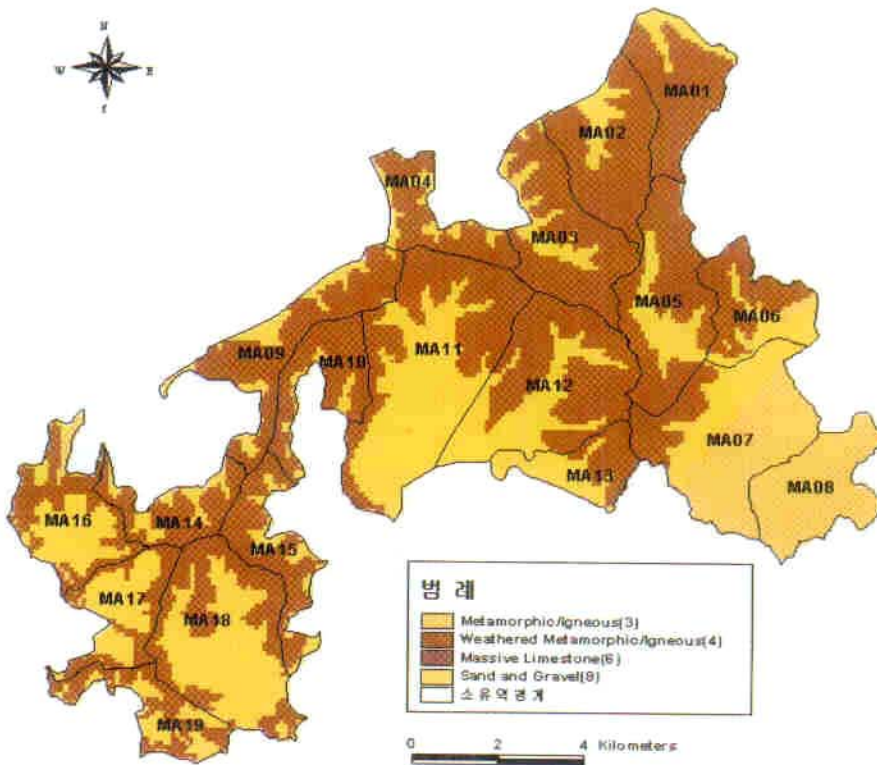 N
W E
MA01
MA02
MA04
MA03
MA05
MA06
MA09
MA10
MA11
MA12
MA07
MA13
MA08
MA16
MA14
MA15
MA17
MA18
MA19
범 례
Metamorphic/Igneous(3)
Weathered Metamorphic/Igneous(4)
Massive Limestone(6)
Sand and Gravel(8)
소유역경계
0 2 4 Kilometers